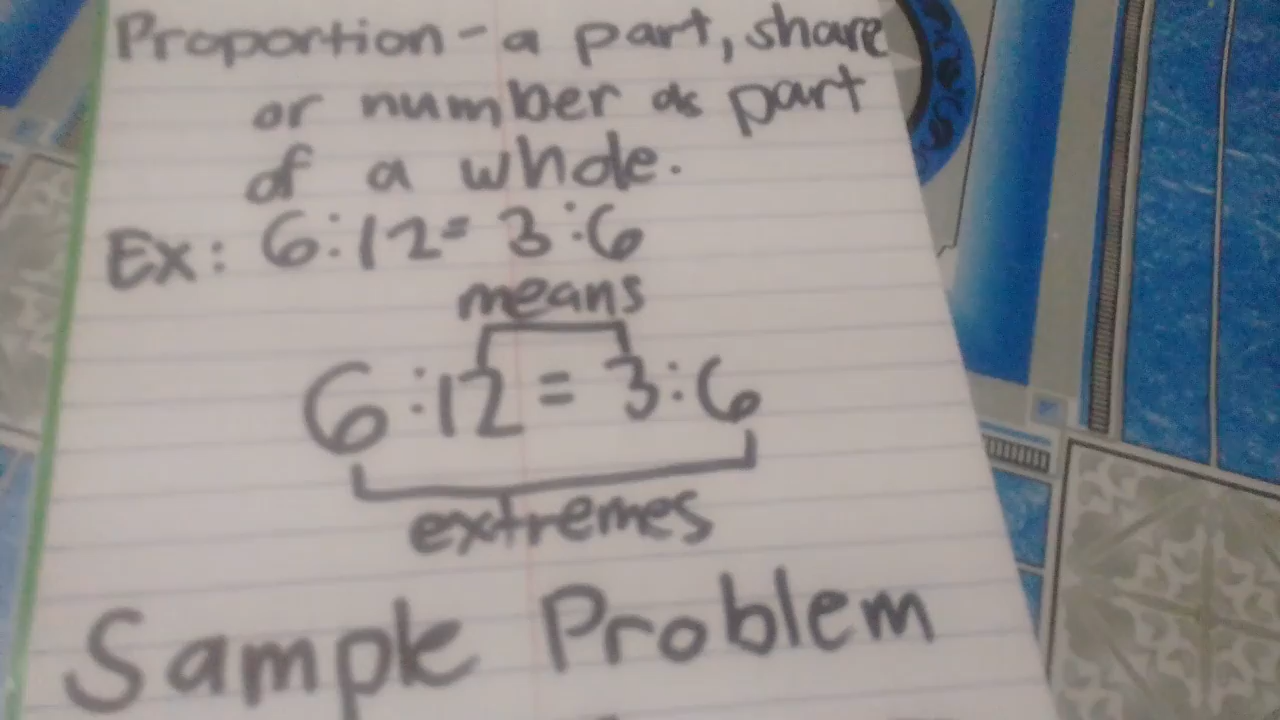 Proportion - a part, share
or number as part
of a whole.
Ex: 6:12 = 3:6
means
6:12 = 3:6
extremes
Sample Problem